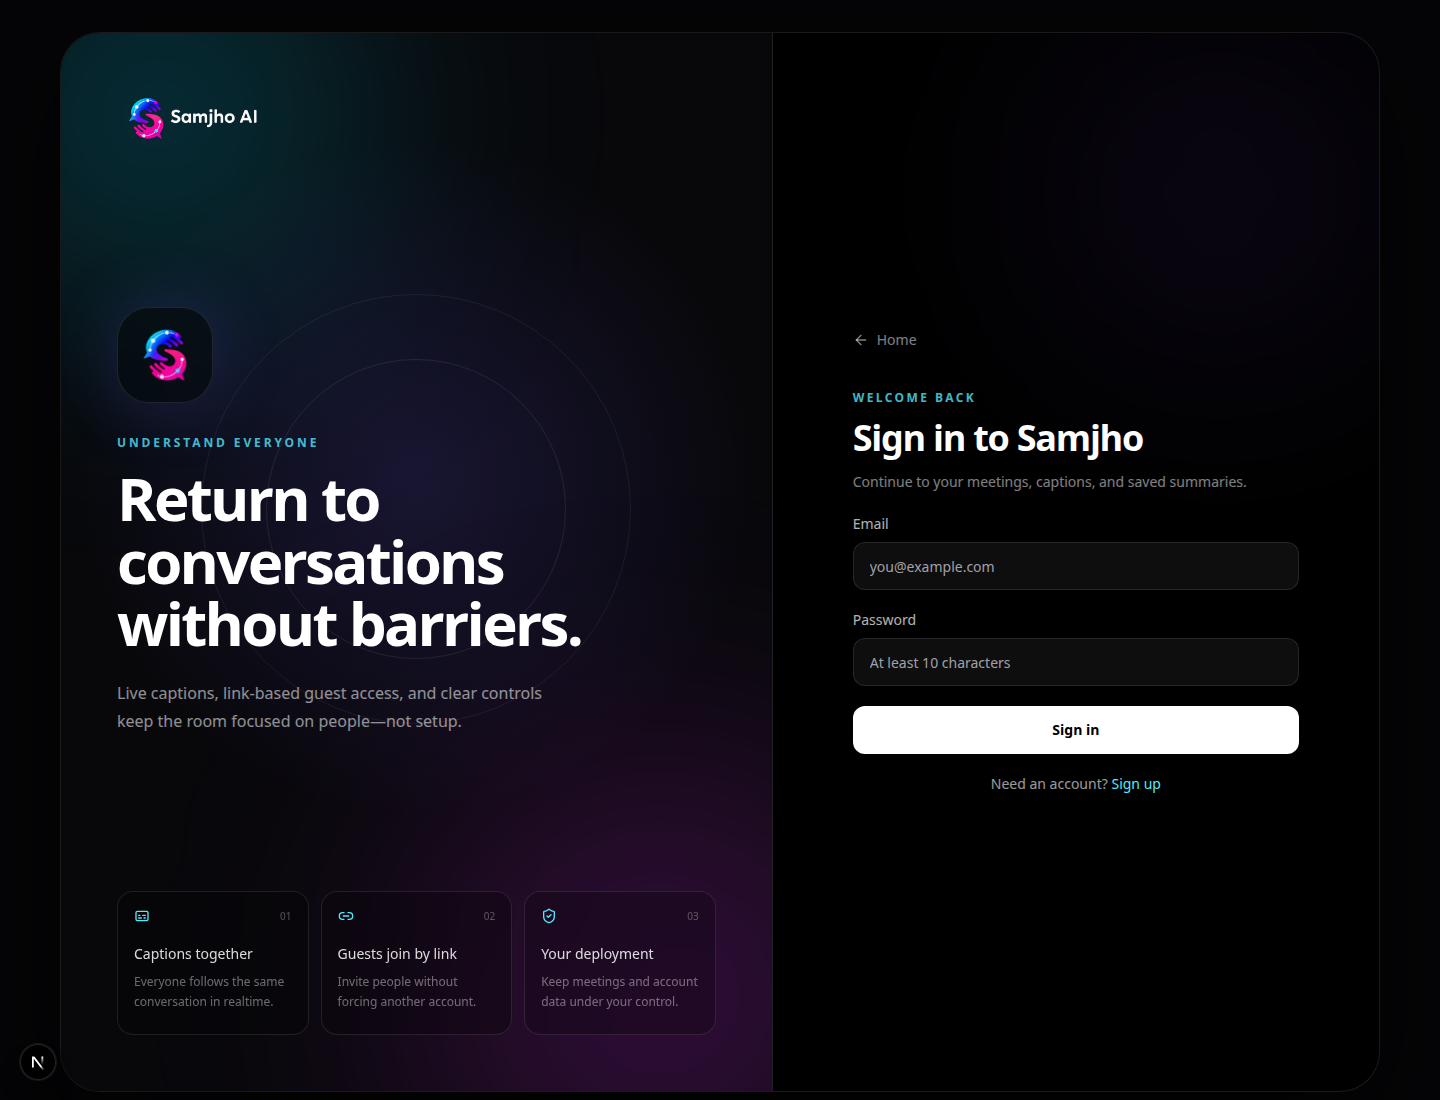 Samjho AI
UNDERSTAND EVERYONE
Return to
conversations
without barriers.
Live captions, link-based guest access, and clear controls
keep the room focused on people—not setup.
01
Captions together
Everyone follows the same
conversation in realtime.
02
Guests join by link
Invite people without
forcing another account.
03
Your deployment
Keep meetings and account
data under your control.
Home
WELCOME BACK
Sign in to Samjho
Continue to your meetings, captions, and saved summaries.
Email
you@example.com
Password
At least 10 characters
Sign in
Need an account? Sign up
N